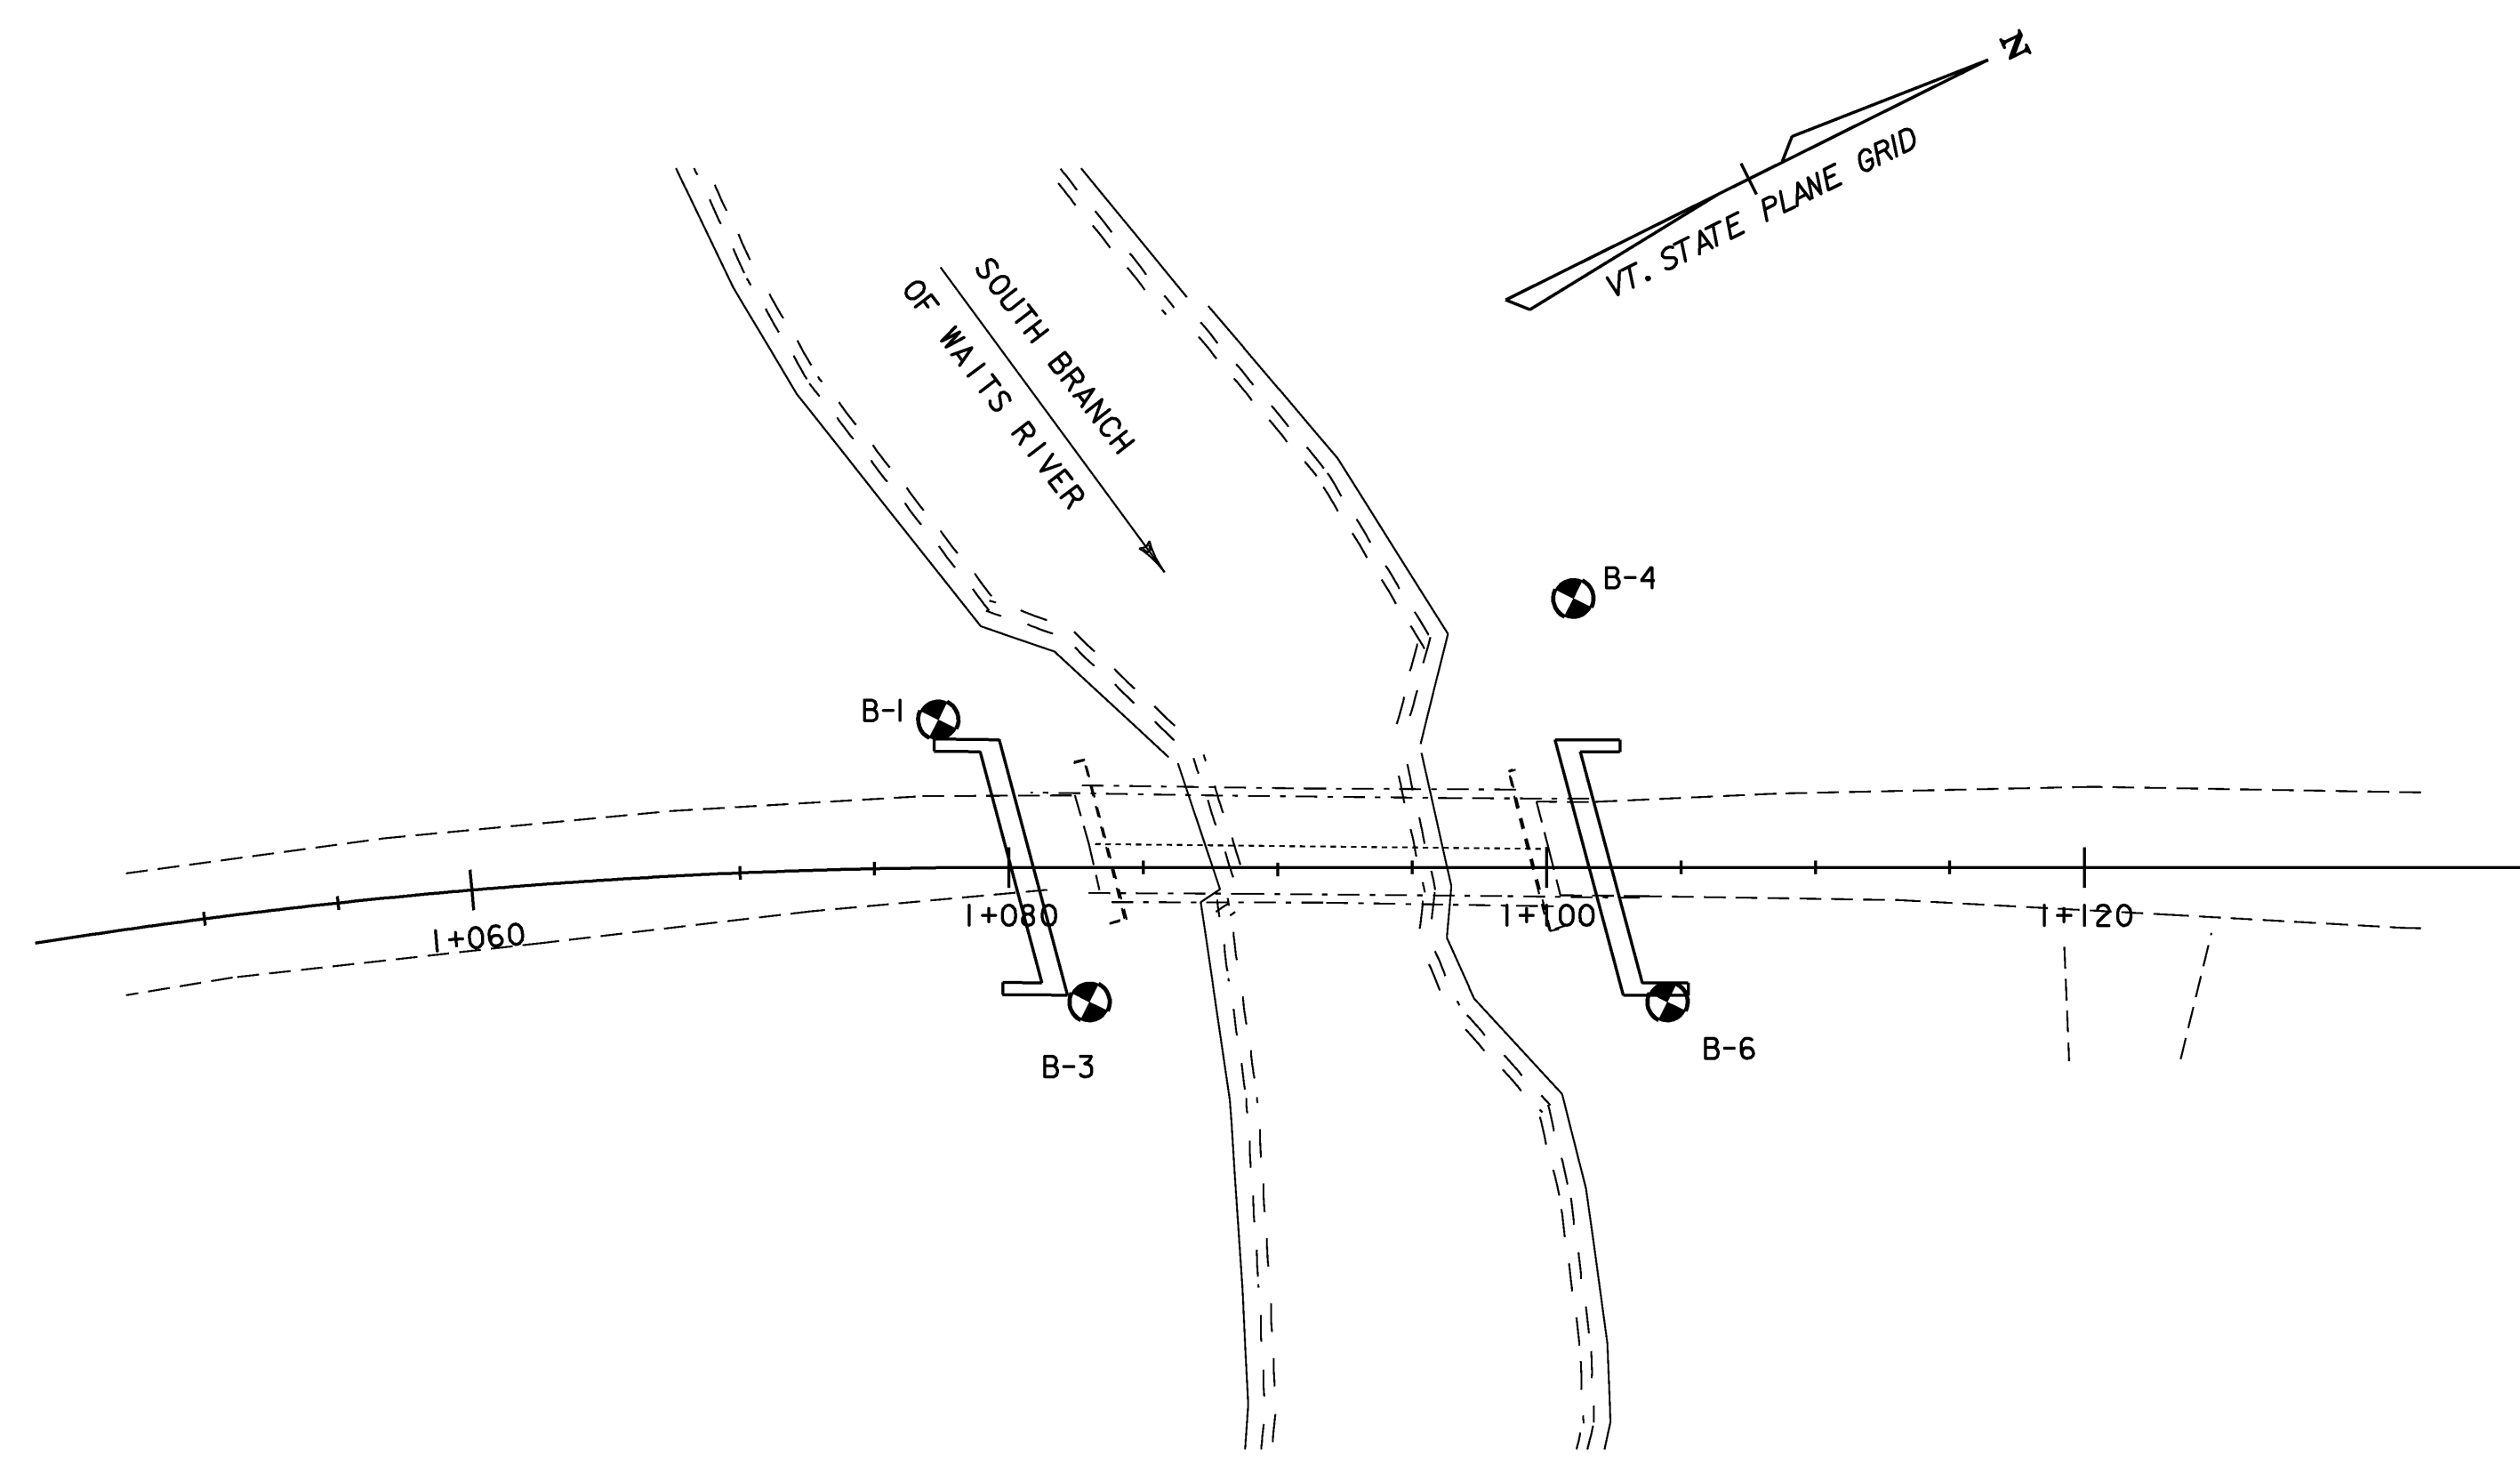 N
VT. STATE PLANE GRID
SOUTH BRANCH
OF WAITS RIVER
B-4
B-1
1+060
1+080
1+100
1+120
B-3
B-6